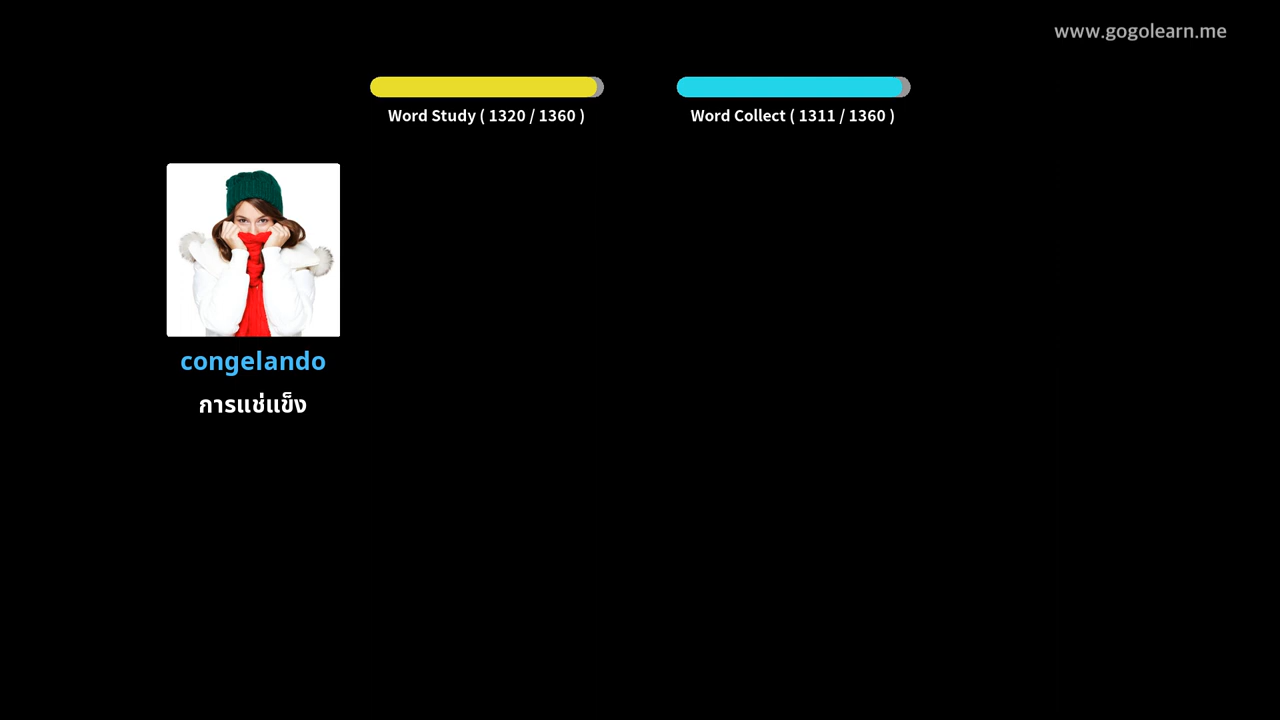 www.gogolearn.me
Word Study ( 1320 / 1360 )
Word Collect ( 1311 / 1360 )
congelando
การแช่แข็ง